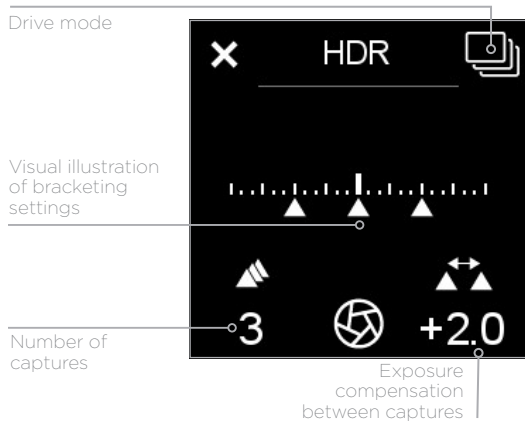 Drive mode
HDR
Visual illustration
of bracketing
settings
3
+2.0
Number of
captures
Exposure
compensation
between captures